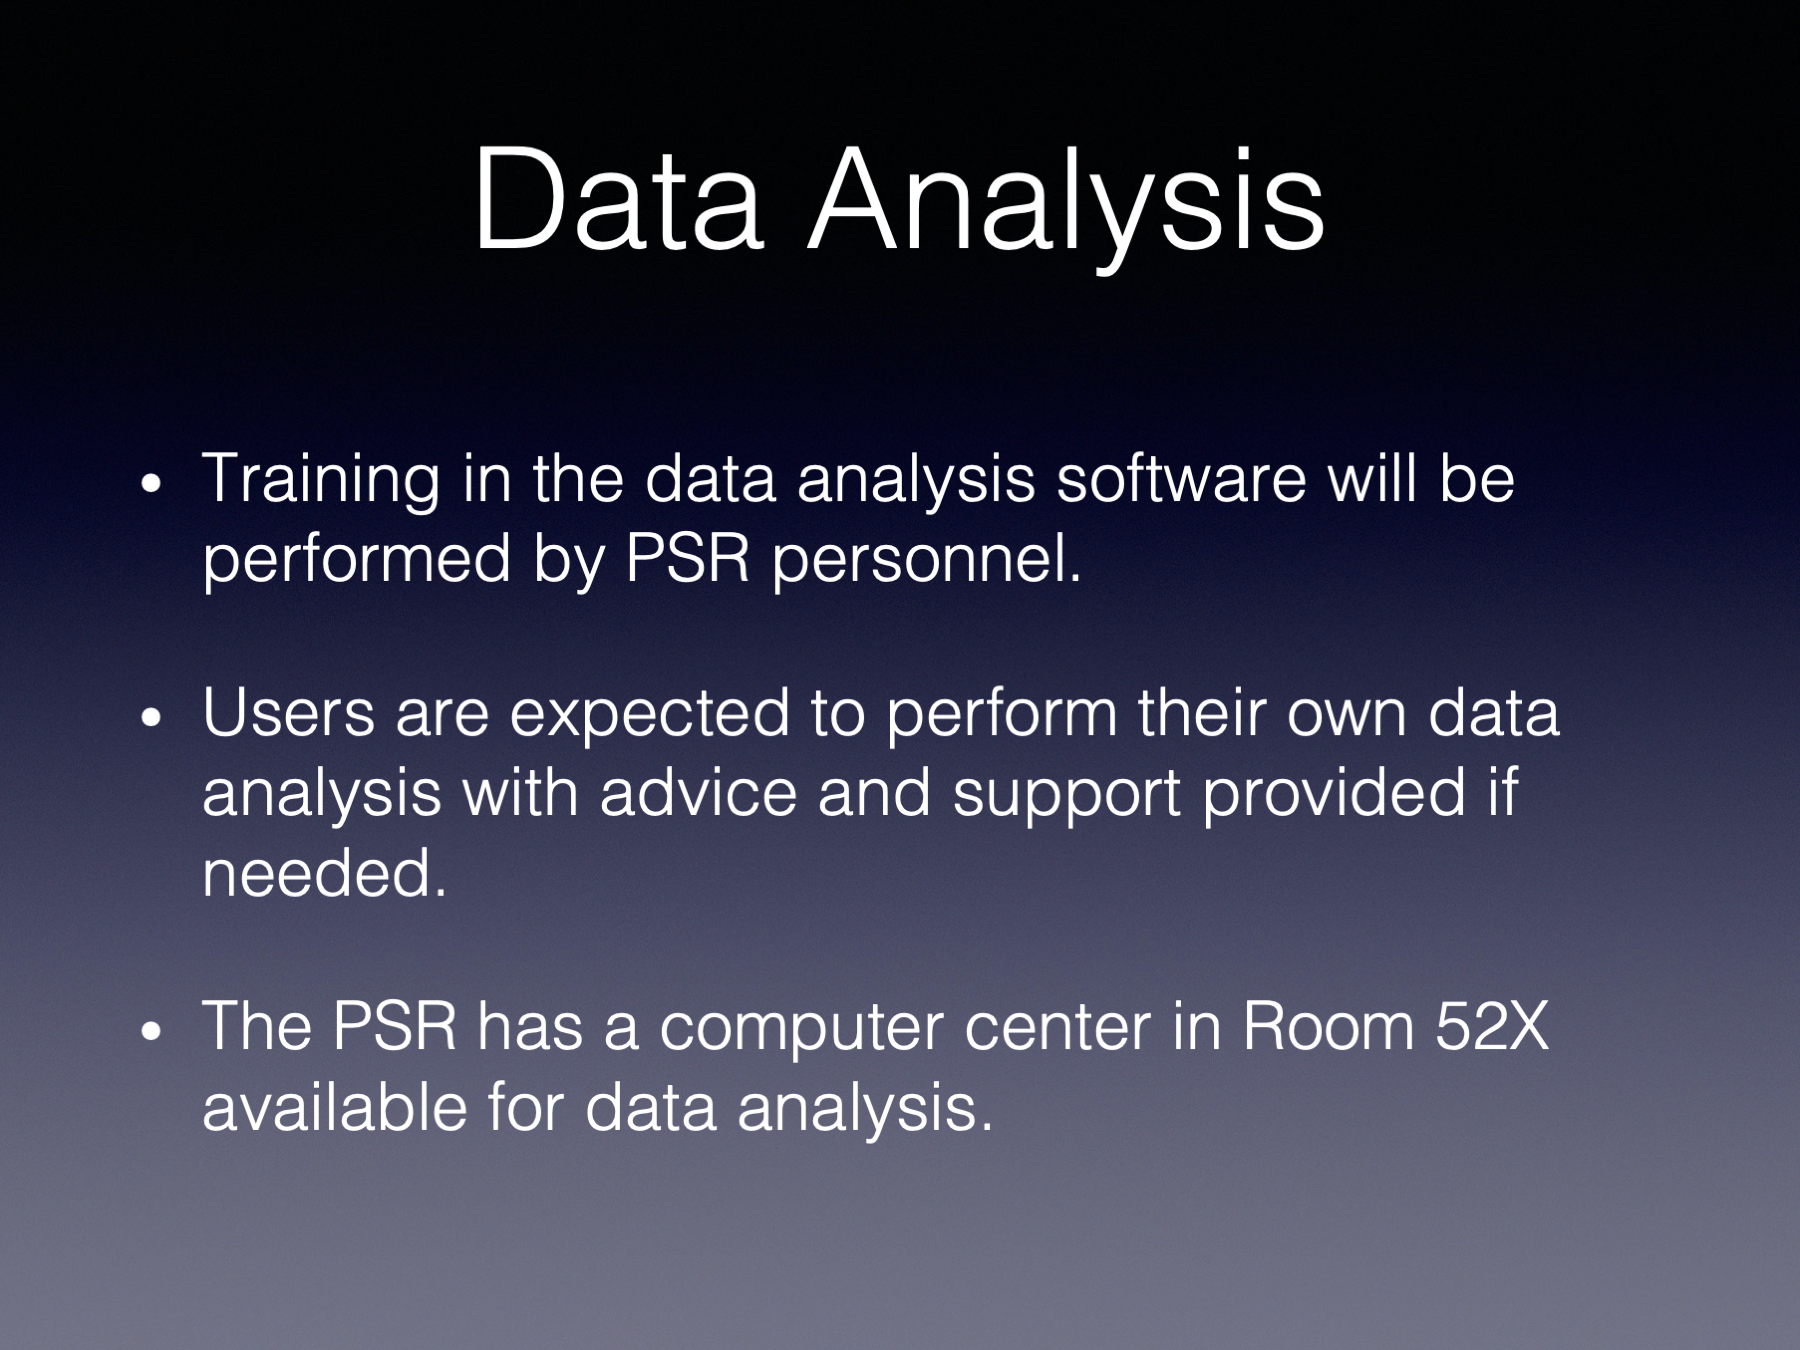 Data Analysis
• Training in the data analysis software will be
performed by PSR personnel.
• Users are expected to perform their own data
analysis with advice and support provided if
needed.
• The PSR has a computer center in Room 52X
available for data analysis.